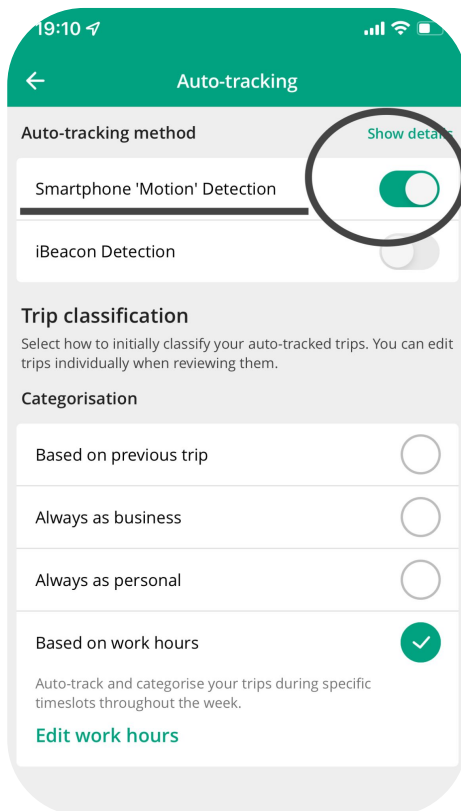 19:10
Auto-tracking
Auto-tracking method
Show details
Smartphone 'Motion' Detection
iBeacon Detection
Trip classification
Select how to initially classify your auto-tracked trips. You can edit
trips individually when reviewing them.
Categorisation
Based on previous trip
Always as business
Always as personal
Based on work hours
Auto-track and categorise your trips during specific
timeslots throughout the week.
Edit work hours